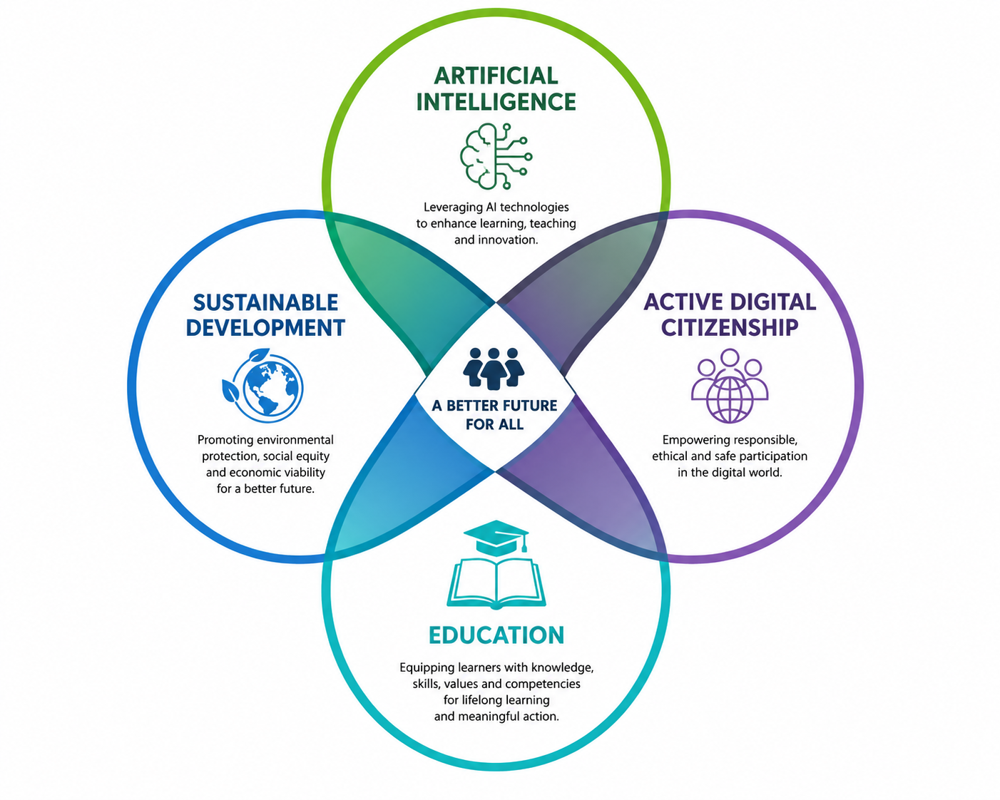 ARTIFICIAL
INTELLIGENCE
Leveraging AI technologies
to enhance learning, teaching
and innovation.
SUSTAINABLE
DEVELOPMENT
Promoting environmental
protection, social equity
and economic viability
for a better future.
A BETTER FUTURE
FOR ALL
ACTIVE DIGITAL
CITIZENSHIP
Empowering responsible,
ethical and safe participation
in the digital world.
EDUCATION
Equipping learners with knowledge,
skills, values and competencies
for lifelong learning
and meaningful action.